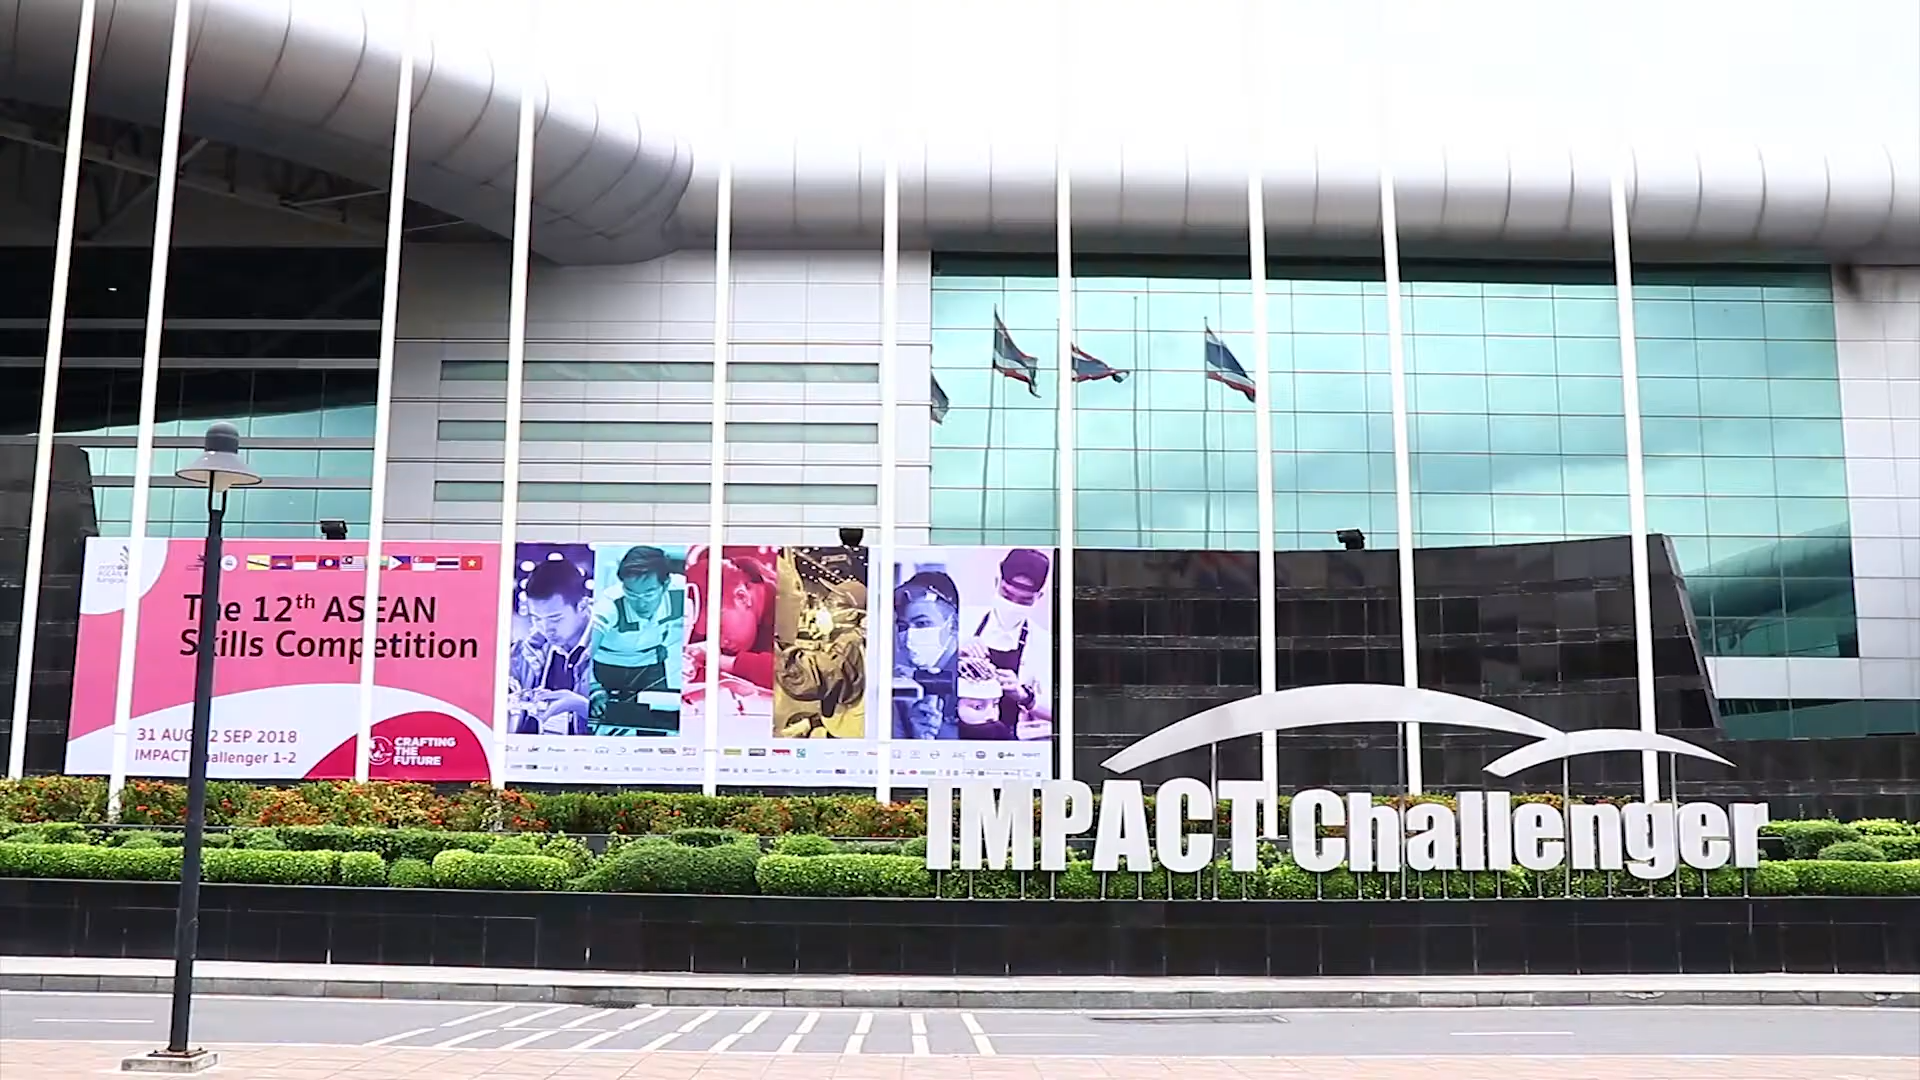 The 12th ASEAN
Skills Competition
31 AUG 2 SEP 2018
IMPACT Challenger 1-2
CRAFTING
THE
FUTURE
IMPACT Challenger